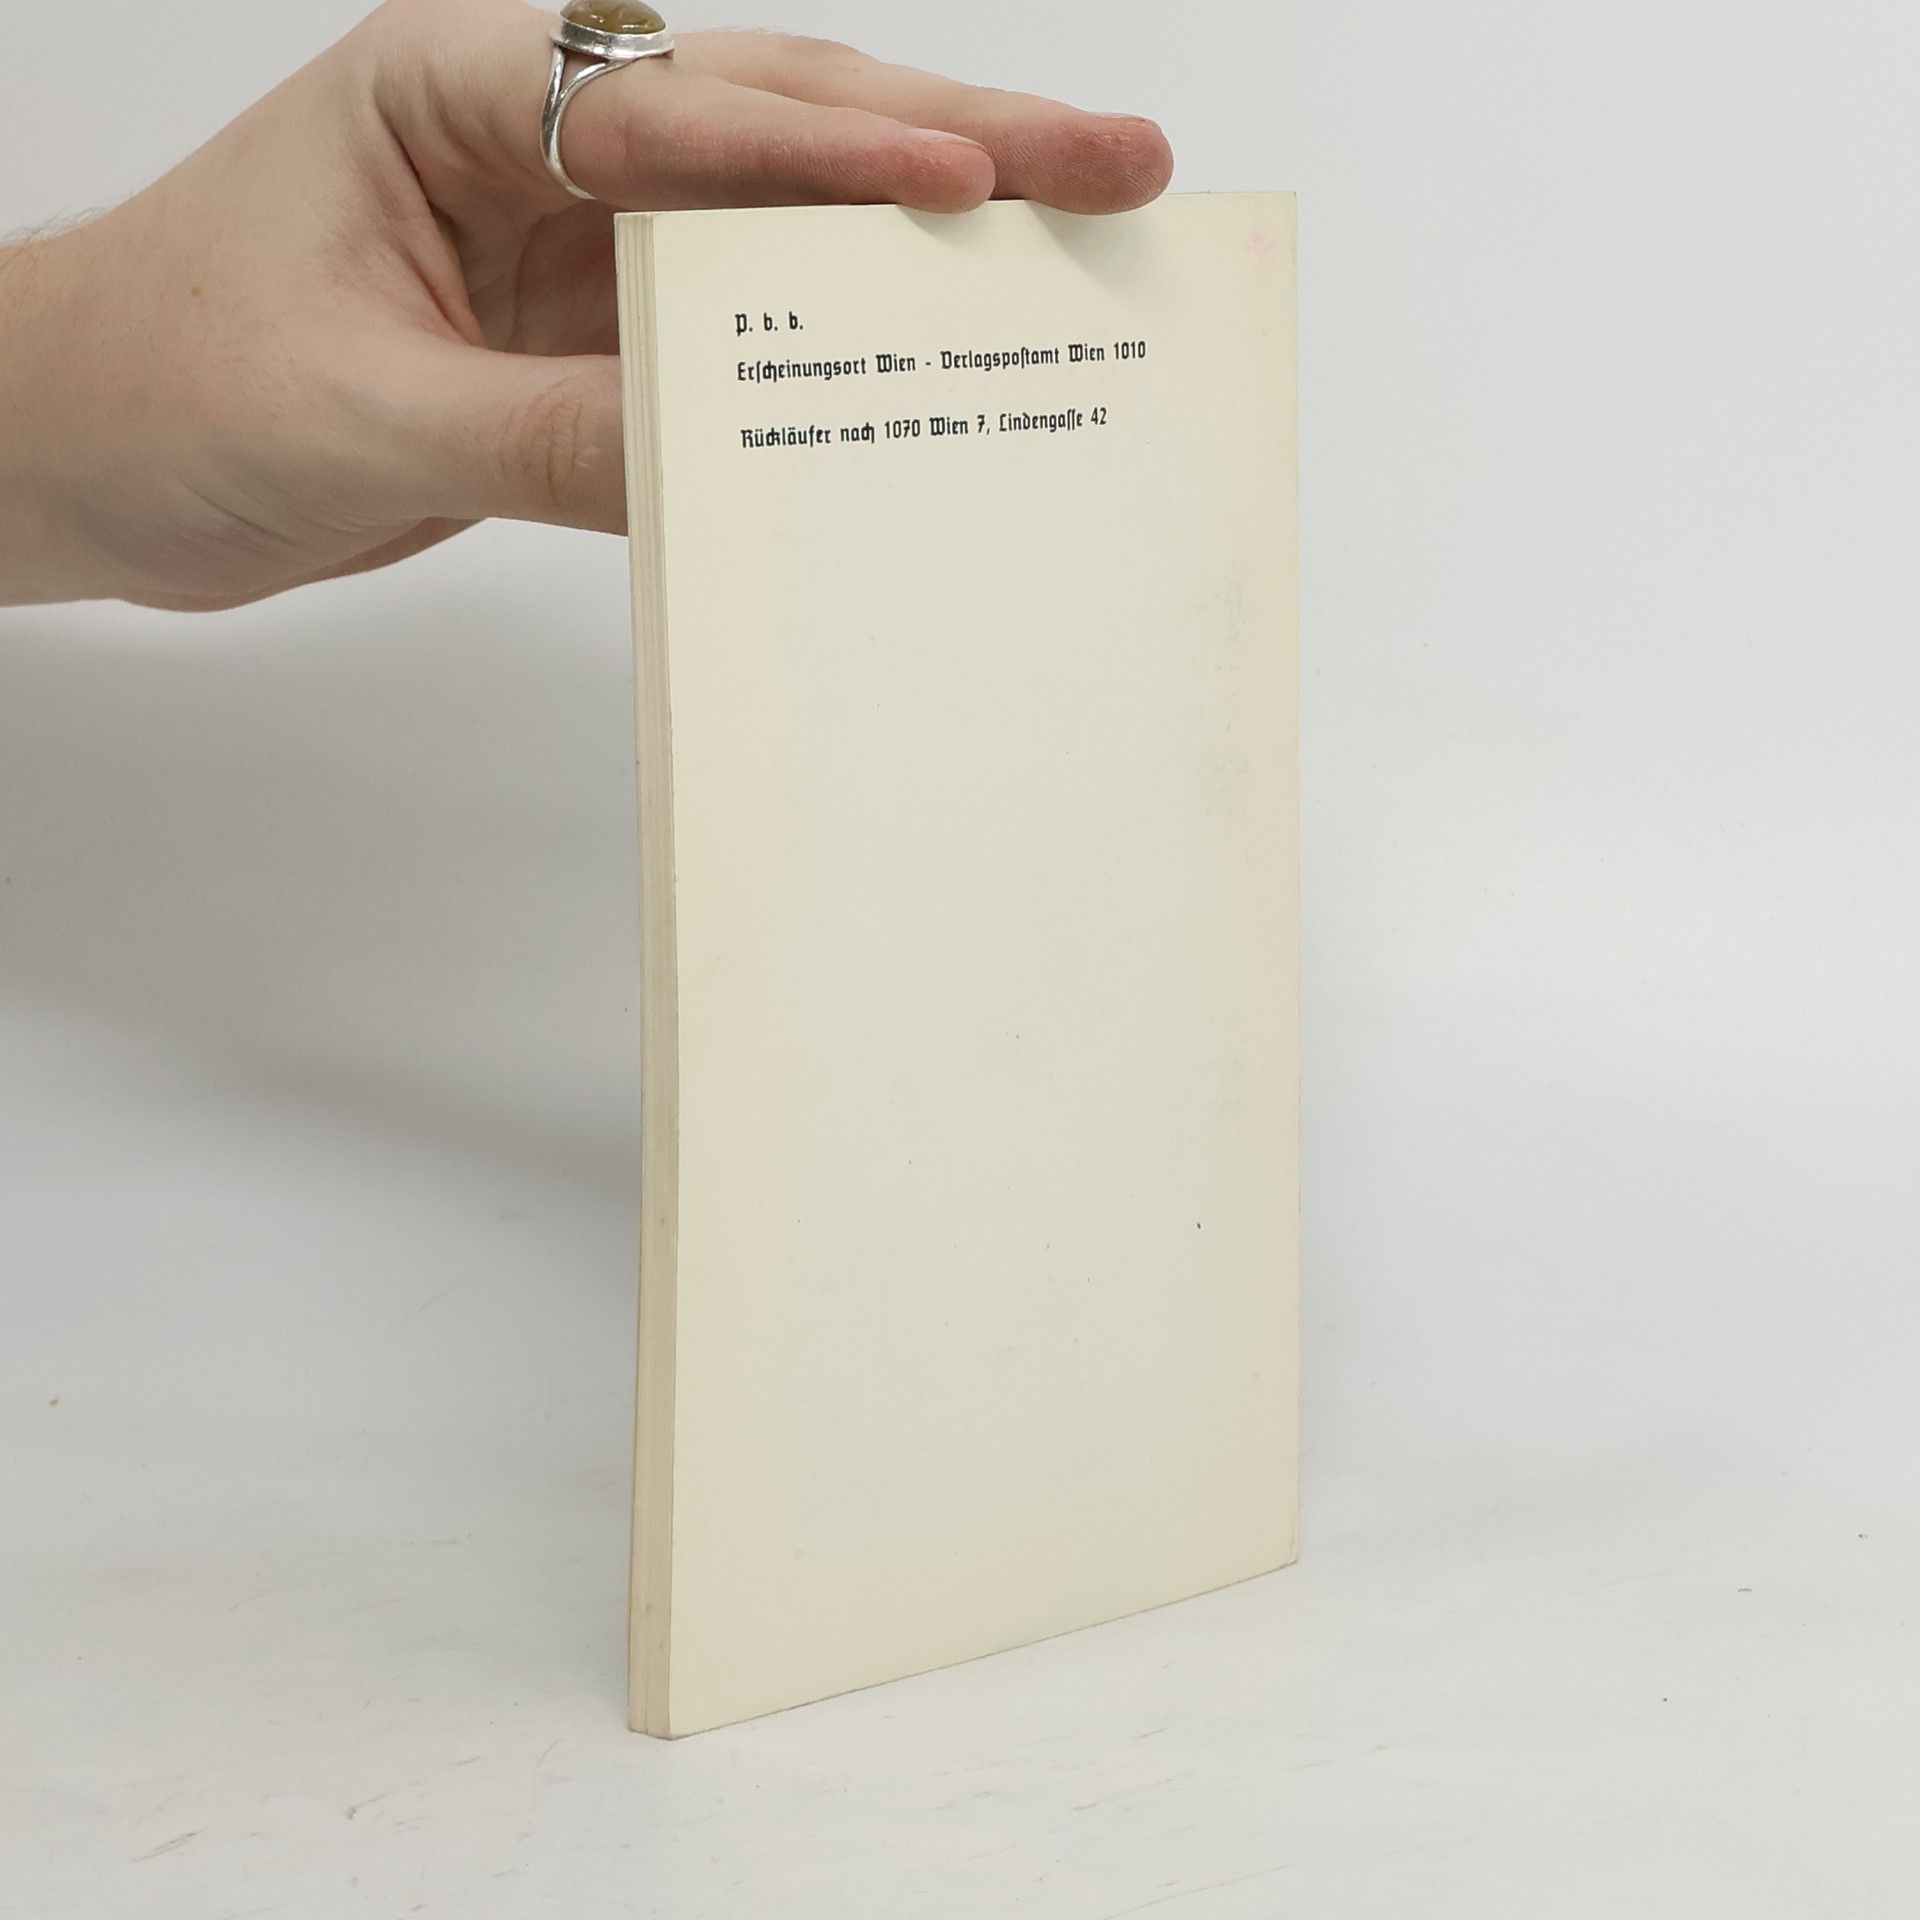 P. b. b.
Erſcheinungsort Wien - Verlagspoſtamt Wien 1010
Rückläufer nach 1070 Wien 7, Lindengaſſe 42